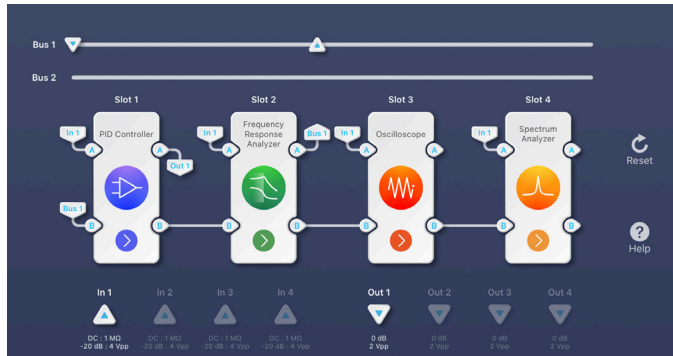 Bus 1
Bus 2
Slot 1
Slot 2
Slot 3
Slot 4
In 1
PID Controller
A
A
Out 1
Bus 1
B
B
In 1
Frequency
Response
Analyzer
A
A
Bus 1
B
B
In 1
Oscilloscope
A
A
B
B
In 1
Spectrum
Analyzer
A
A
B
B
Reset
?
Help
In 1
In 2
In 3
In 4
Out 1
Out 2
Out 3
Out 4
DC : 1 MΩ
-20 dB : 4 Vpp
DC : 1 MΩ
-20 dB : 4 Vpp
DC : 1 MΩ
-20 dB : 4 Vpp
DC : 1 MΩ
-20 dB : 4 Vpp
0 dB
2 Vpp
0 dB
2 Vpp
0 dB
2 Vpp
0 dB
2 Vpp